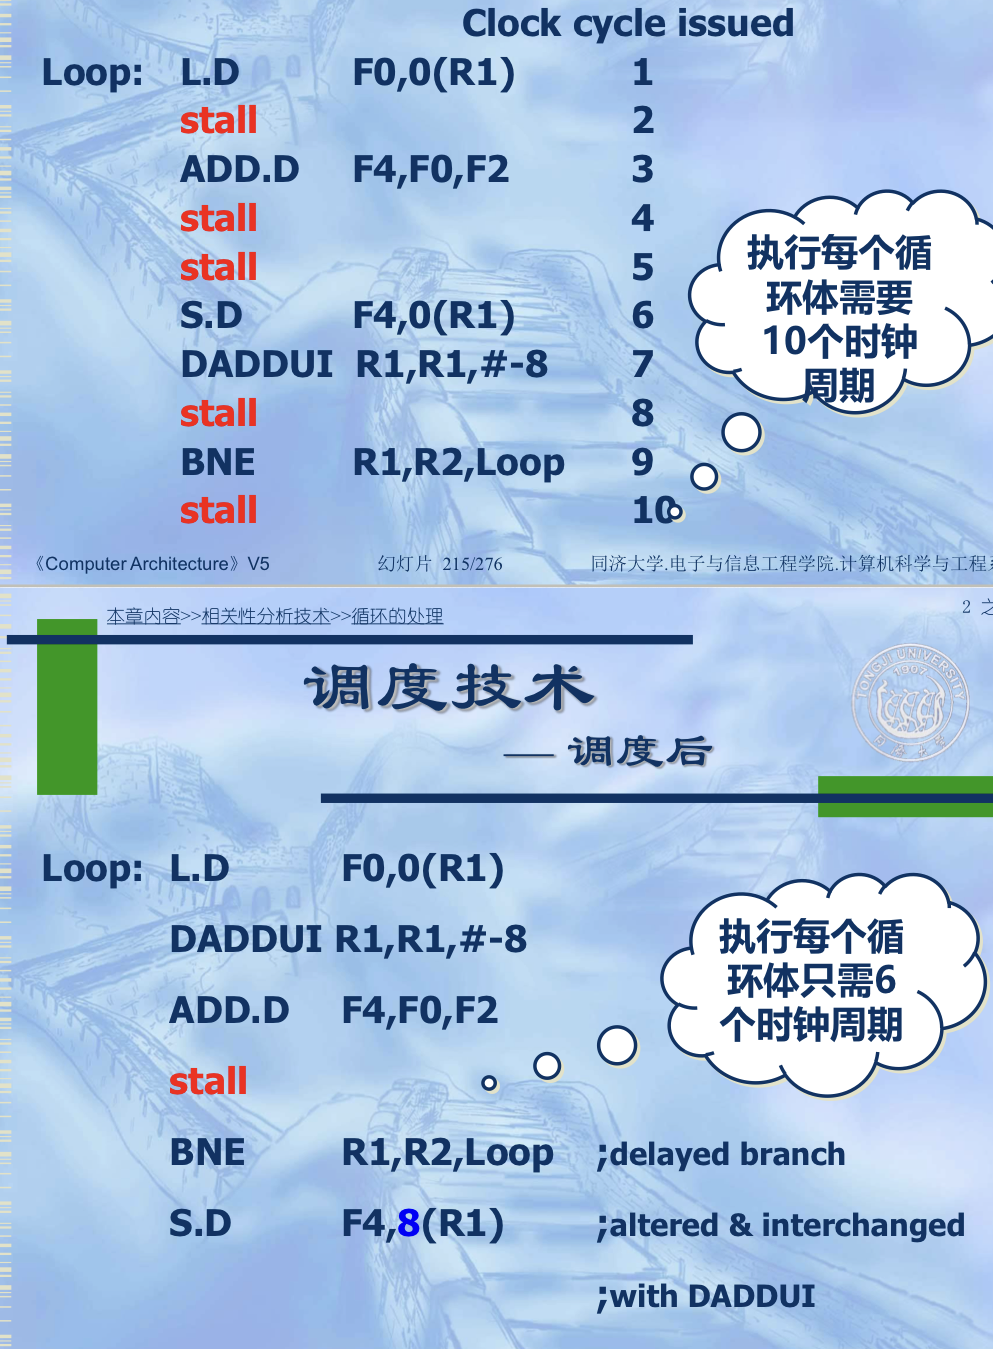 Clock cycle issued
Loop: L.D F0,0(R1) 1
stall 2
ADD.D F4,F0,F2 3
stall 4
stall 5
S.D F4,0(R1) 6
DADDUI R1,R1,#-8 7
stall 8
BNE R1,R2,Loop 9
stall 10
执行每个循
环体需要
10个时钟
周期
《Computer Architecture》V5 幻灯片 215/276 同济大学.电子与信息工程学院.计算机科学与工程
本章内容>>相关性分析技术>>循环的处理
2 之
TONGJI UNIVERSITY
1907
调度技术
— 调度后
Loop: L.D F0,0(R1)
DADDUI R1,R1,#-8
ADD.D F4,F0,F2
stall
BNE R1,R2,Loop ;delayed branch
S.D F4,8(R1) ;altered & interchanged
;with DADDUI
执行每个循
环体只需6
个时钟周期